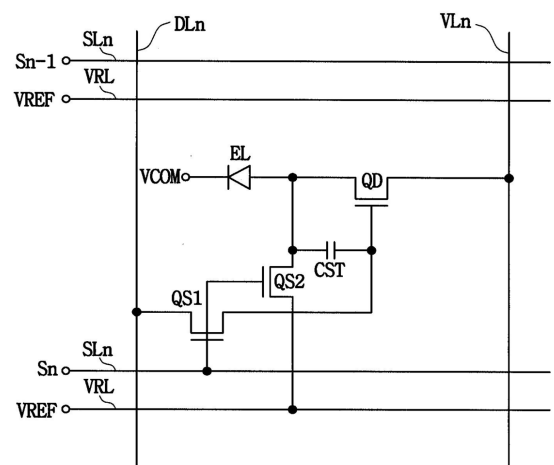 DLn
VLn
SLn
Sn-1
VRL
VREF
EL
VCOM
QD
CST
QS2
QS1
SLn
Sn
VRL
VREF